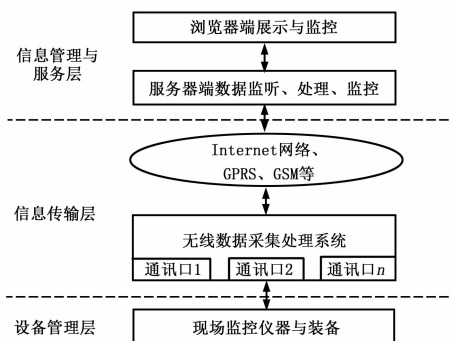 浏览器端展示与监控
信息管理与
服务层
服务器端数据监听、处理、监控
Internet网络、
GPRS、GSM等
信息传输层
无线数据采集处理系统
通讯口1
通讯口2
通讯口n
设备管理层
现场监控仪器与装备